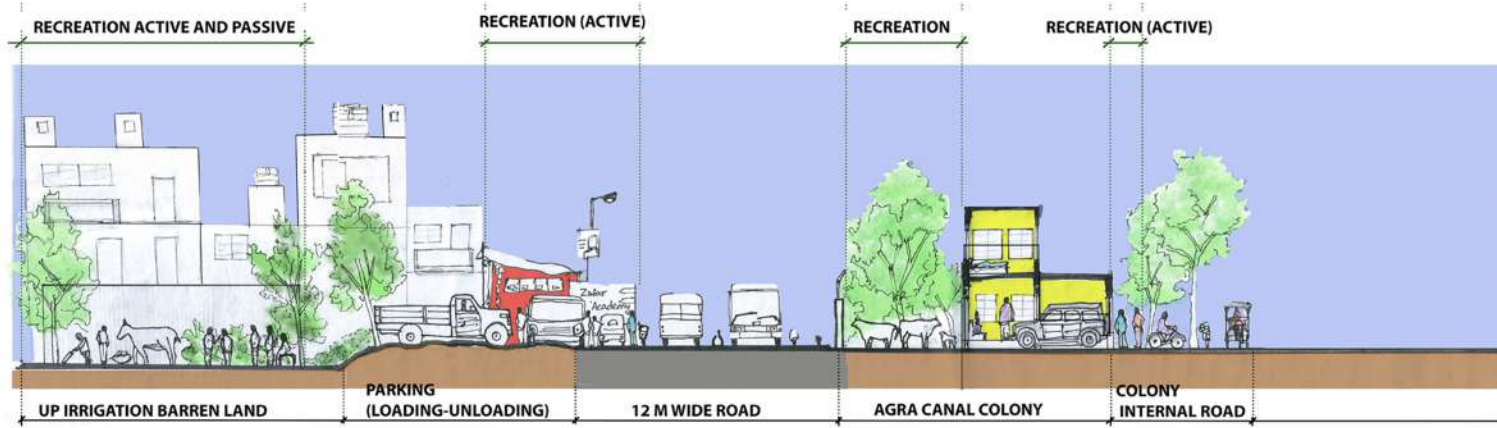 RECREATION ACTIVE AND PASSIVE
RECREATION (ACTIVE)
RECREATION
RECREATION (ACTIVE)
Zafar
Academy
UP IRRIGATION BARREN LAND
PARKING
(LOADING-UNLOADING)
12 M WIDE ROAD
AGRA CANAL COLONY
COLONY
INTERNAL ROAD